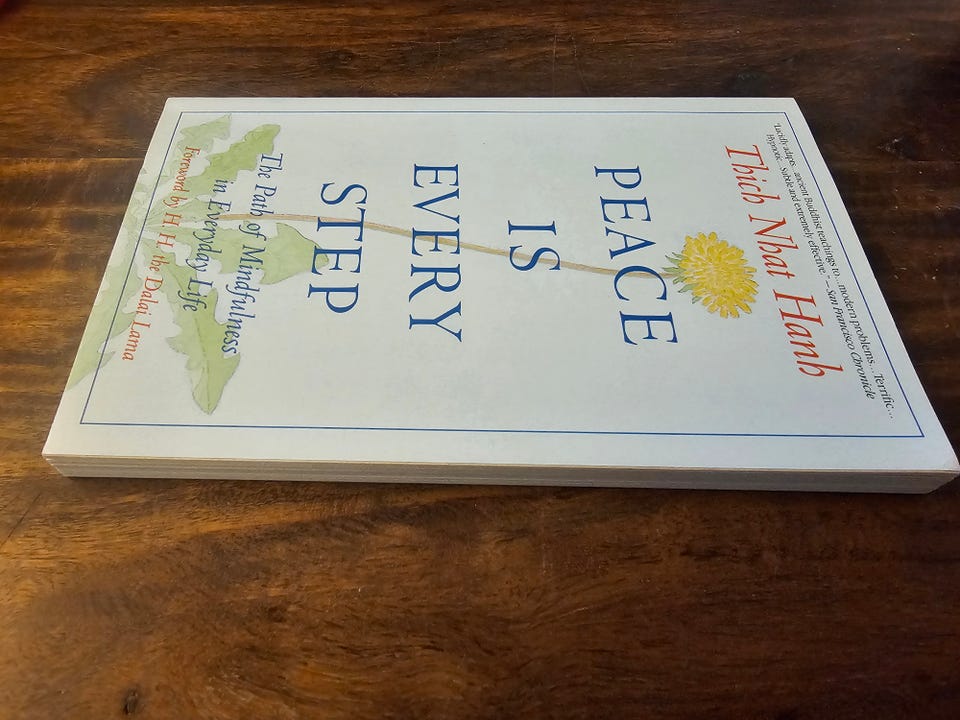 "Lucidly adapts...ancient Buddhist teachings to...modern problems...Terrific...
Hypnotic...Subtle and extremely effective." – San Francisco Chronicle
Thich Nhat Hanh
PEACE
IS
EVERY
STEP
The Path of Mindfulness
in Everyday Life
Foreword by H. H. the Dalai Lama